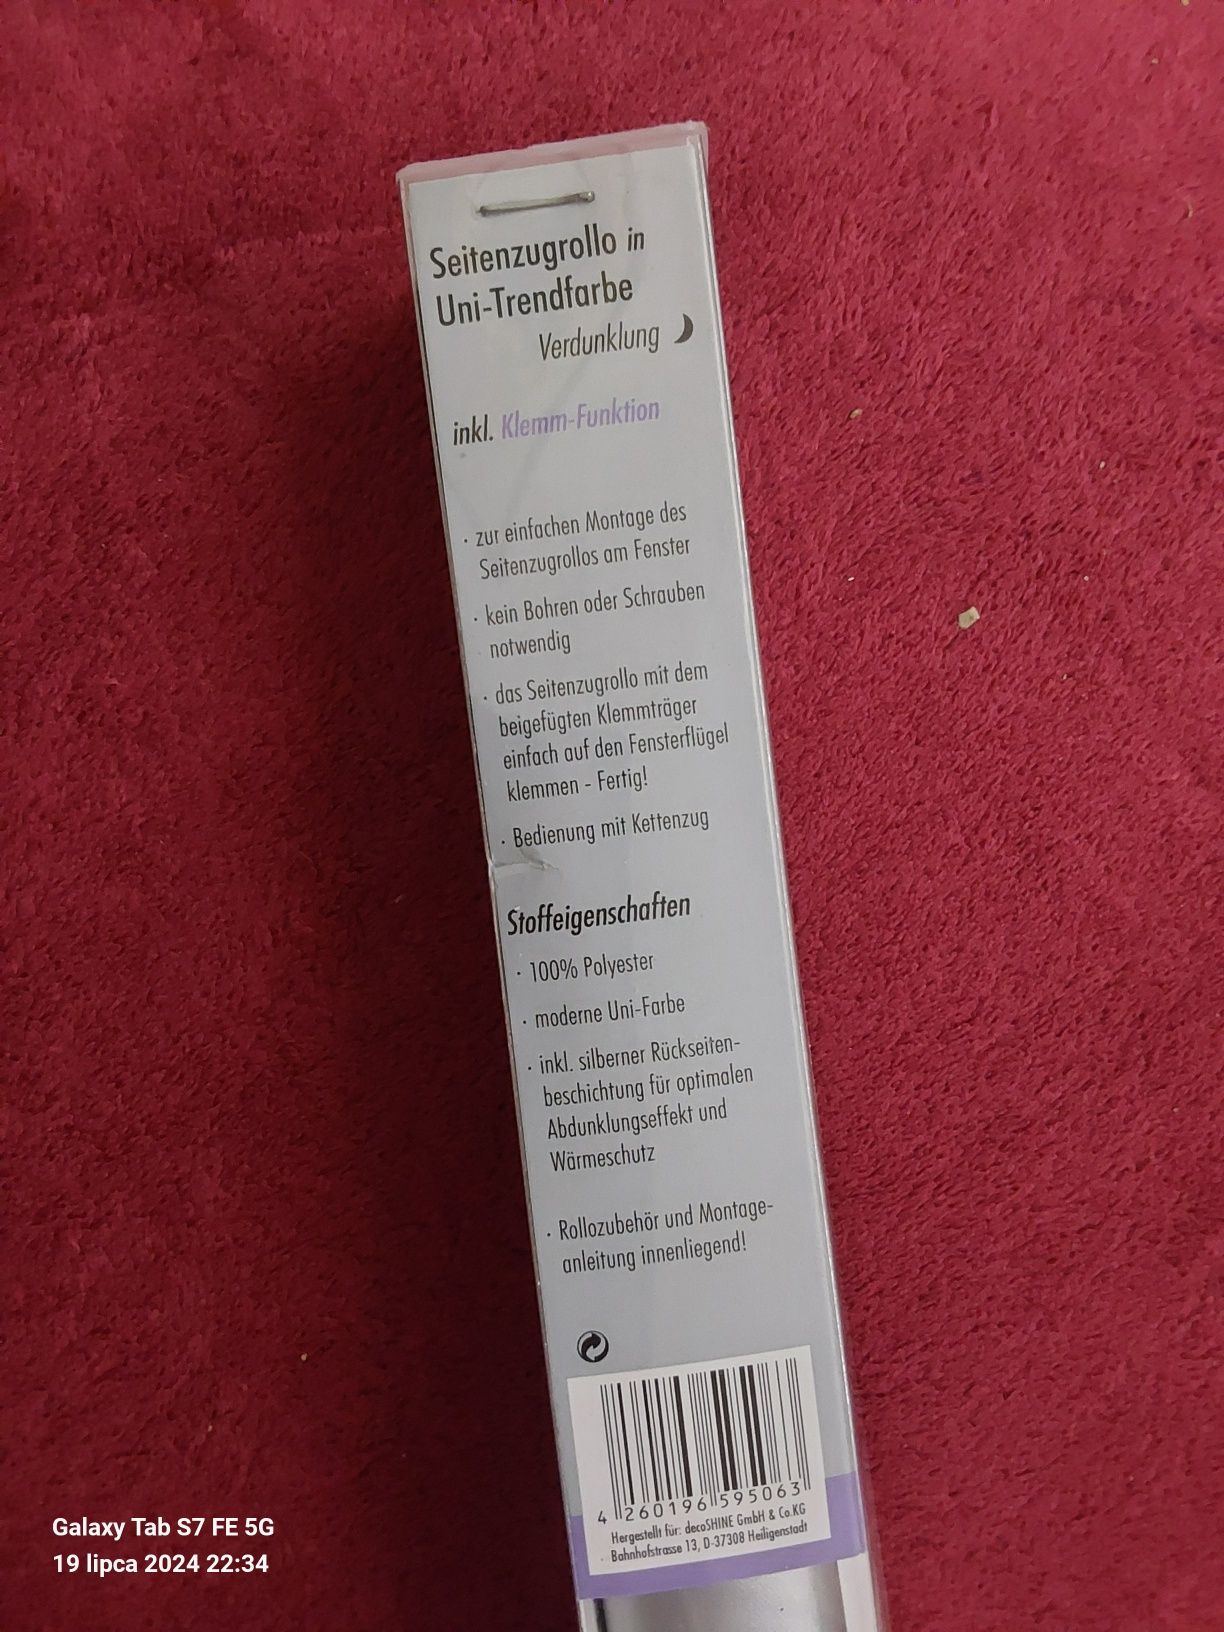 Seitenzugrollo in
Uni-Trendfarbe
Verdunklung
inkl. Klemm-Funktion
· zur einfachen Montage des
Seitenzugrollos am Fenster
· kein Bohren oder Schrauben
notwendig
· das Seitenzugrollo mit dem
beigefügten Klemmträger
einfach auf den Fensterflügel
klemmen - Fertig!
· Bedienung mit Kettenzug
Stoffeigenschaften
· 100% Polyester
· moderne Uni-Farbe
· inkl. silberner Rückseiten-
beschichtung für optimalen
Abdunklungseffekt und
Wärmeschutz
· Rollozubehör und Montage-
anleitung innenliegend!
4 260196 595063
Hergestellt für: decoSHINE GmbH & Co.KG
Bahnhofstrasse 13, D-37308 Heiligenstadt
Galaxy Tab S7 FE 5G
19 lipca 2024 22:34